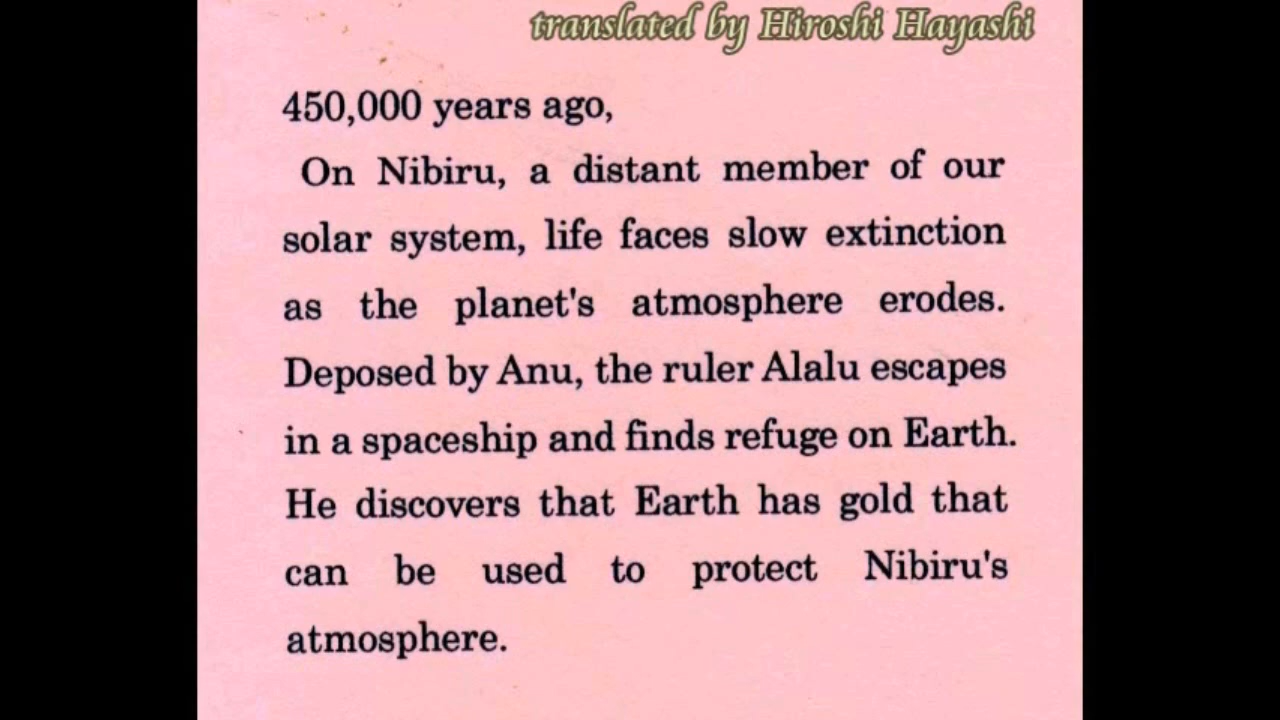 translated by Hiroshi Hayashi
450,000 years ago,
On Nibiru, a distant member of our
solar system, life faces slow extinction
as the planet's atmosphere erodes.
Deposed by Anu, the ruler Alalu escapes
in a spaceship and finds refuge on Earth.
He discovers that Earth has gold that
can be used to protect Nibiru's
atmosphere.